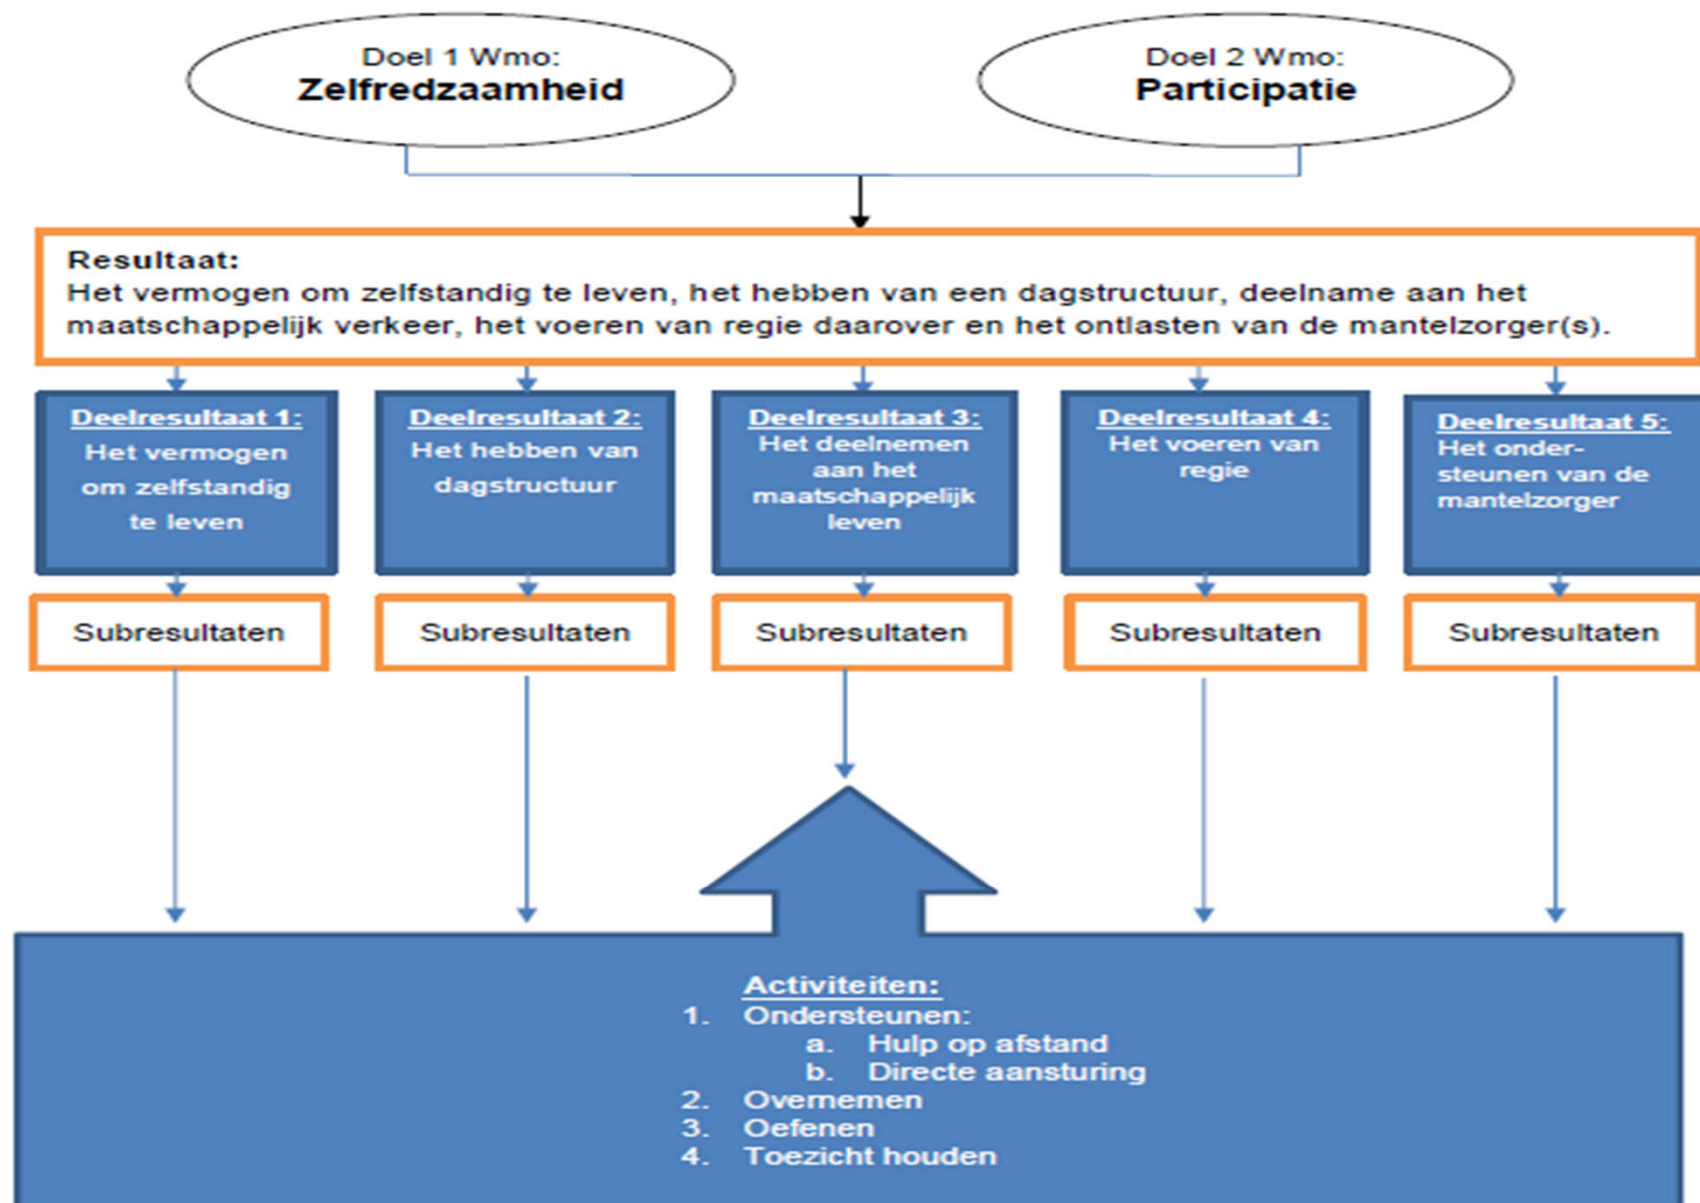 Doel 1 Wmo:
Zelfredzaamheid
Doel 2 Wmo:
Participatie
Resultaat:
Het vermogen om zelfstandig te leven, het hebben van een dagstructuur, deelname aan het
maatschappelijk verkeer, het voeren van regie daarover en het ontlasten van de mantelzorger(s).
Deelresultaat 1:
Het vermogen
om zelfstandig
te leven
Deelresultaat 2:
Het hebben van
dagstructuur
Deelresultaat 3:
Het deelnemen
aan het
maatschappelijk
leven
Deelresultaat 4:
Het voeren van
regie
Deelresultaat 5:
Het onder-
steunen van de
mantelzorger
Subresultaten
Subresultaten
Subresultaten
Subresultaten
Subresultaten
Activiteiten:
1. Ondersteunen:
a. Hulp op afstand
b. Directe aansturing
2. Overnemen
3. Oefenen
4. Toezicht houden